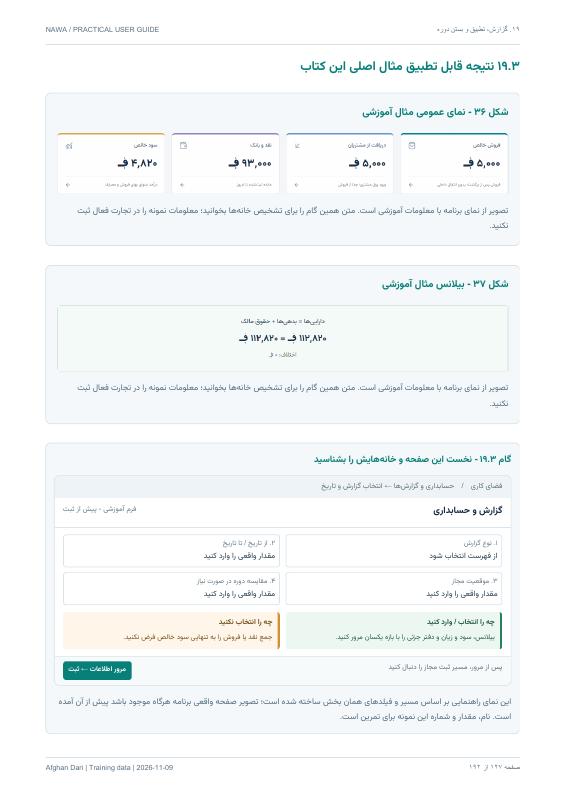 ۱۹. گزارش، تطبیق و بستن دوره
NAWA / PRACTICAL USER GUIDE
۱۹.۳ نتیجه قابل تطبیق مثال اصلی این کتاب
شکل ۳۶ - نمای عمومی مثال آموزشی
فروش خالص
۵,۰۰۰ ؋
فروش پس از برگشت، بدون انتقال داخلی
دریافت از مشتریان
۵,۰۰۰ ؋
ورود پول مشتری؛ جدا از فروش
نقد و بانک
۹۳,۰۰۰ ؋
سود خالص
۴,۸۲۰ ؋
تصویر از نمای برنامه با معلومات آموزشی است. متن همین گام را برای تشخیص خانه‌ها بخوانید؛ معلومات نمونه را در تجارت فعال ثبت
نکنید.
شکل ۳۷ - بیلانس مثال آموزشی
دارایی‌ها = بدهی‌ها + حقوق مالک
۱۱۲,۸۲۰ ؋ = ۱۱۲,۸۲۰ ؋
اختلاف: ۰ ؋
تصویر از نمای برنامه با معلومات آموزشی است. متن همین گام را برای تشخیص خانه‌ها بخوانید؛ معلومات نمونه را در تجارت فعال ثبت
نکنید.
گام ۱۹.۳ - نخست این صفحه و خانه‌هایش را بشناسید
فضای کاری / حسابداری و گزارش‌ها ← انتخاب گزارش و تاریخ
گزارش و حسابداری
فرم آموزشی - پیش از ثبت
۱. نوع گزارش
از فهرست انتخاب شود
۲. از تاریخ / تا تاریخ
مقدار واقعی را وارد کنید
۳. موقعیت مجاز
مقدار واقعی را وارد کنید
۴. مقایسه دوره در صورت نیاز
مقدار واقعی را وارد کنید
چه را انتخاب / وارد کنید
بیلانس، سود و زیان و دفتر جزئی را با بازه یکسان مرور کنید.
چه را انتخاب نکنید
جمع نقد یا فروش را به تنهایی سود خالص فرض نکنید.
پس از مرور، مسیر ثبت مجاز را دنبال کنید
مرور اطلاعات ← ثبت
این نمای راهنمایی بر اساس مسیر و فیلدهای همان بخش ساخته شده است؛ تصویر صفحه واقعی برنامه هرگاه موجود باشد پیش از آن آمده
است. نام، مقدار و شماره این نمونه برای تمرین است.
صفحه ۱۲۷ از ۱۹۲
Afghan Dari | Training data | 2026-11-09